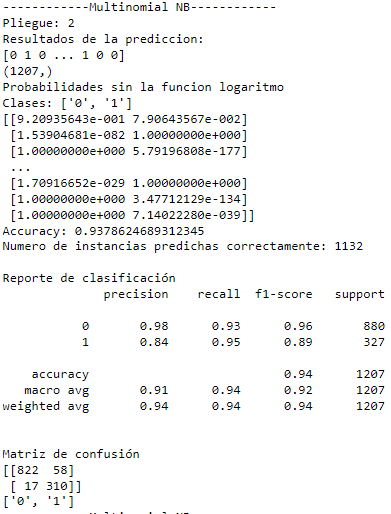 ------------Multinomial NB------------
Pliegue: 2
Resultados de la prediccion:
[0 1 0 ... 1 0 0]
(1207,)
Probabilidades sin la funcion logaritmo
Clases: ['0', '1']
[[9.20935643e-001 7.90643567e-002]
 [1.53904681e-082 1.00000000e+000]
 [1.00000000e+000 5.79196808e-177]
 ...
 [1.70916652e-029 1.00000000e+000]
 [1.00000000e+000 3.47712129e-134]
 [1.00000000e+000 7.14022280e-039]]
Accuracy: 0.9378624689312345
Numero de instancias predichas correctamente: 1132
Reporte de clasificación
precision recall f1-score support
0 0.98 0.93 0.96 880
1 0.84 0.95 0.89 327
accuracy 0.94 1207
macro avg 0.91 0.94 0.92 1207
weighted avg 0.94 0.94 0.94 1207
Matriz de confusión
[[822  58]
 [ 17 310]]
['0', '1']